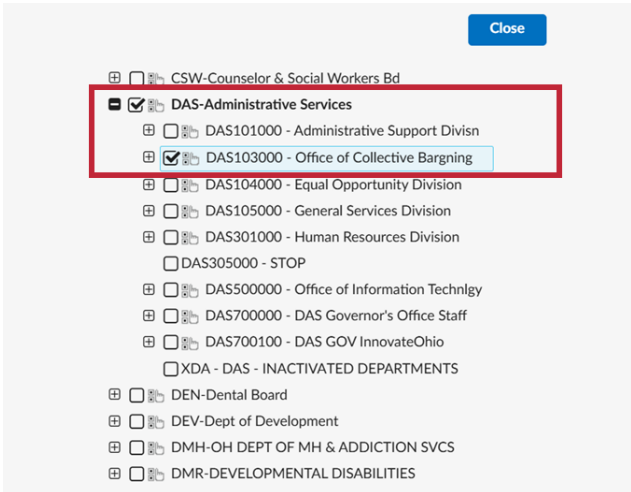 Close
CSW-Counselor & Social Workers Bd
DAS-Administrative Services
DAS101000 - Administrative Support Divisn
DAS103000 - Office of Collective Bargning
DAS104000 - Equal Opportunity Division
DAS105000 - General Services Division
DAS301000 - Human Resources Division
DAS305000 - STOP
DAS500000 - Office of Information Technlgy
DAS700000 - DAS Governor's Office Staff
DAS700100 - DAS GOV InnovateOhio
XDA - DAS - INACTIVATED DEPARTMENTS
DEN-Dental Board
DEV-Dept of Development
DMH-OH DEPT OF MH & ADDICTION SVCS
DMR-DEVELOPMENTAL DISABILITIES